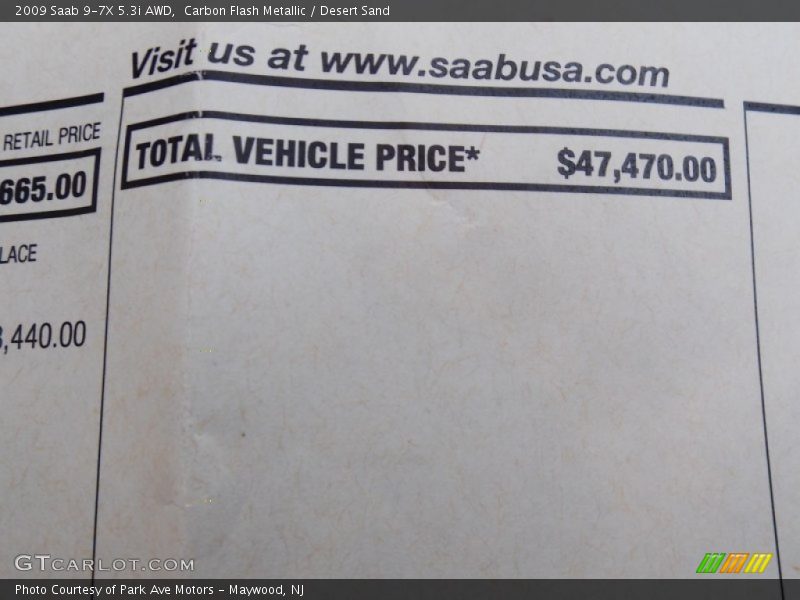 2009 Saab 9-7X 5.3i AWD, Carbon Flash Metallic / Desert Sand
Visit us at www.saabusa.com
RETAIL PRICE
665.00
TOTAL VEHICLE PRICE* $47,470.00
LACE
,440.00
GTCARLOT.COM
Photo Courtesy of Park Ave Motors - Maywood, NJ